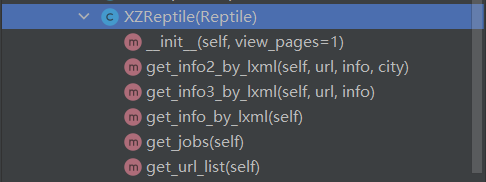 XZReptile(Reptile)
__init__(self, view_pages=1)
get_info2_by_lxml(self, url, info, city)
get_info3_by_lxml(self, url, info)
get_info_by_lxml(self)
get_jobs(self)
get_url_list(self)